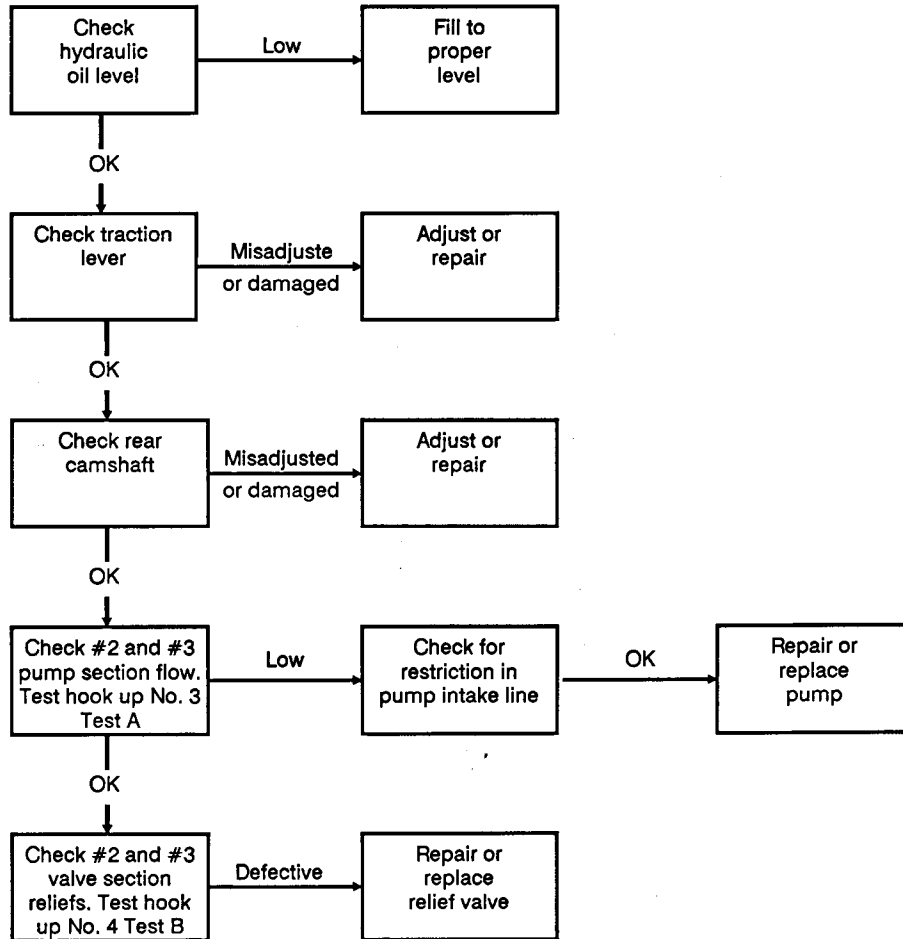 Check
hydraulic
oil level
Low
Fill to
proper
level
OK
Check traction
lever
Misadjuste
or damaged
Adjust or
repair
OK
Check rear
camshaft
Misadjusted
or damaged
Adjust or
repair
OK
Check #2 and #3
pump section flow.
Test hook up No. 3
Test A
Low
Check for
restriction in
pump intake line
OK
Repair or
replace
pump
OK
Check #2 and #3
valve section
reliefs. Test hook
up No. 4 Test B
Defective
Repair or
replace
relief valve